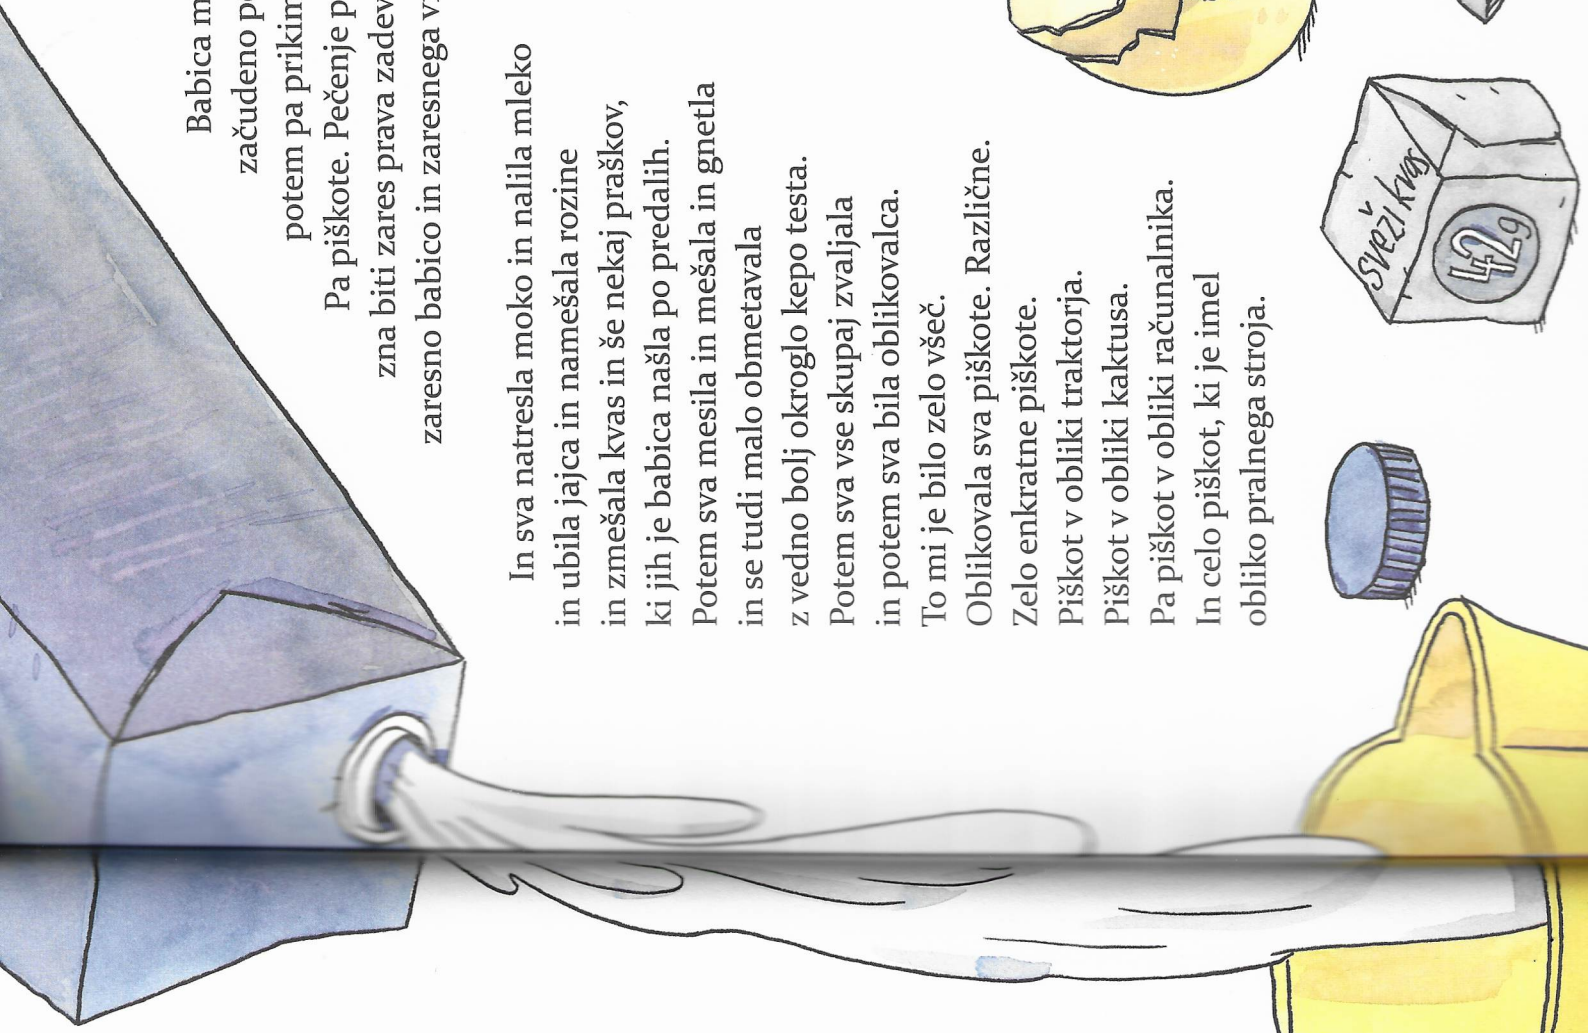 Babica
začudeno
potem pa
Pa piškote. Pečenje
zna biti zares prava
zaresno babico in zaresnega
In sva natresla moko in nalila mleko
in ubila jajca in namešala rozine
in zmešala kvas in še nekaj praškov,
ki jih je babica našla po predalih.
Potem sva mesila in mešala in gnetla
in se tudi malo obmetavala
z vedno bolj okroglo kepo testa.
Potem sva vse skupaj zvaljala
in potem sva bila oblikovalca.
To mi je bilo zelo všeč.
Oblikovala sva piškote. Različne.
Zelo enkratne piškote.
Piškot v obliki traktorja.
Piškot v obliki kaktusa.
Pa piškot v obliki računalnika.
In celo piškot, ki je imel
obliko pralnega stroja.
sveži kvas
42g